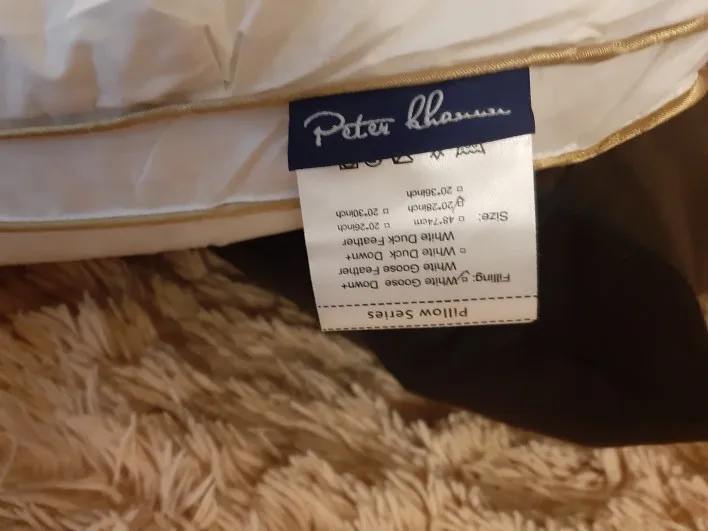 Peter Khanun
Pillow Series
Filling: White Goose Down+
White Goose Feather
□ White Duck Down+
White Duck Feather
Size: □ 48*74cm □ 20*26inch
□ 20*28inch □ 20*30inch
□ 20*36inch